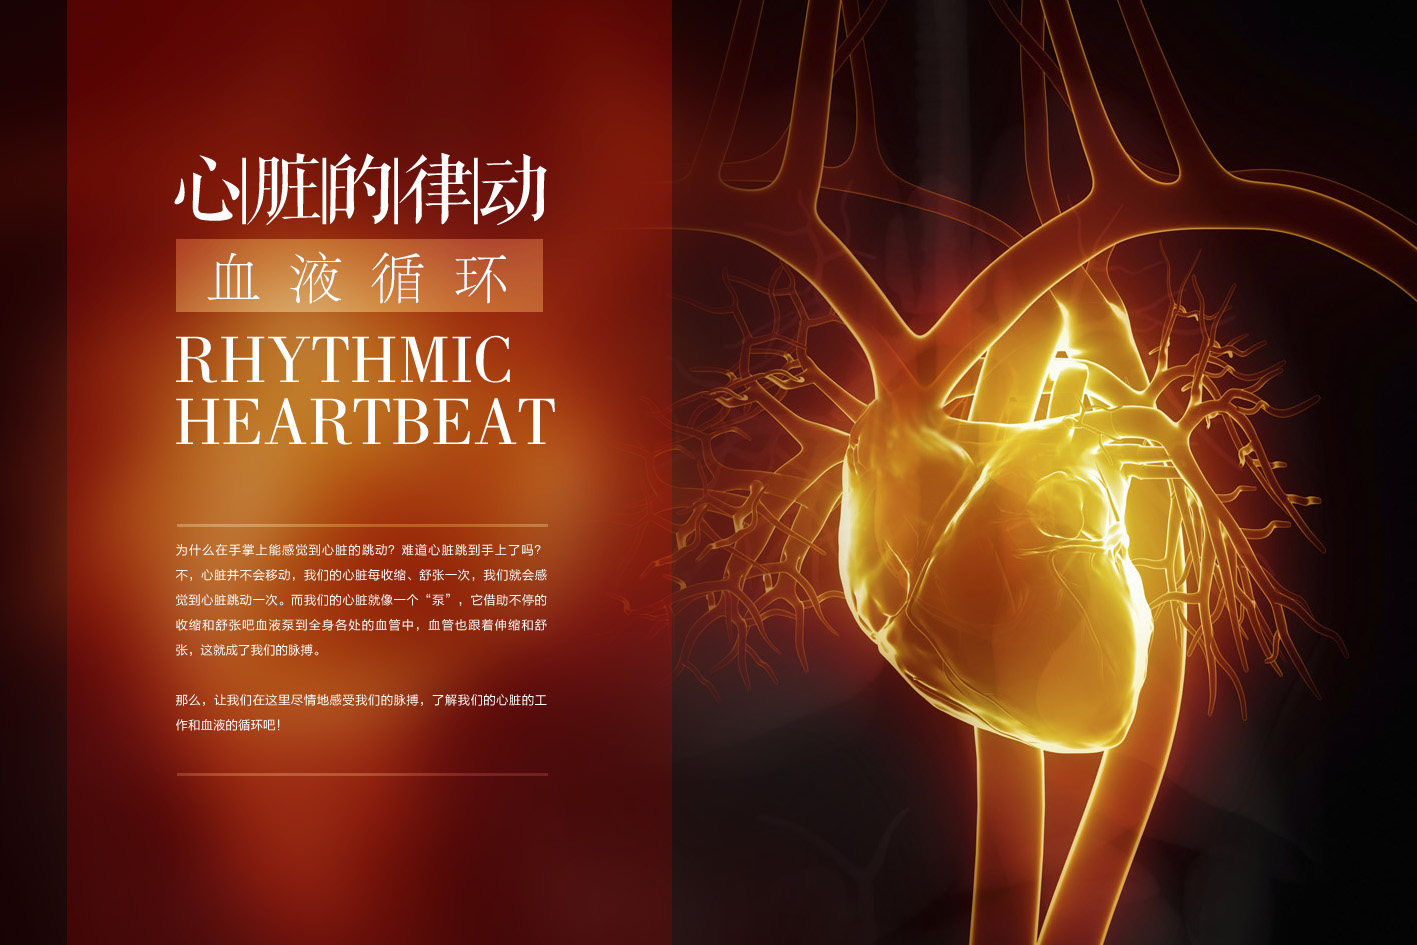 心脏的律动
血液循环
RHYTHMIC
HEARTBEAT
为什么在手掌上能感觉到心脏的跳动？难道心脏跳到手上了吗？
不，心脏并不会移动，我们的心脏每收缩、舒张一次，我们就会感
觉到心脏跳动一次。而我们的心脏就像一个“泵”，它借助不停的
收缩和舒张吧血液泵到全身各处的血管中，血管也跟着伸缩和舒
张，这就成了我们的脉搏。
那么，让我们在这里尽情地感受我们的脉搏，了解我们的心脏的工
作和血液的循环吧！